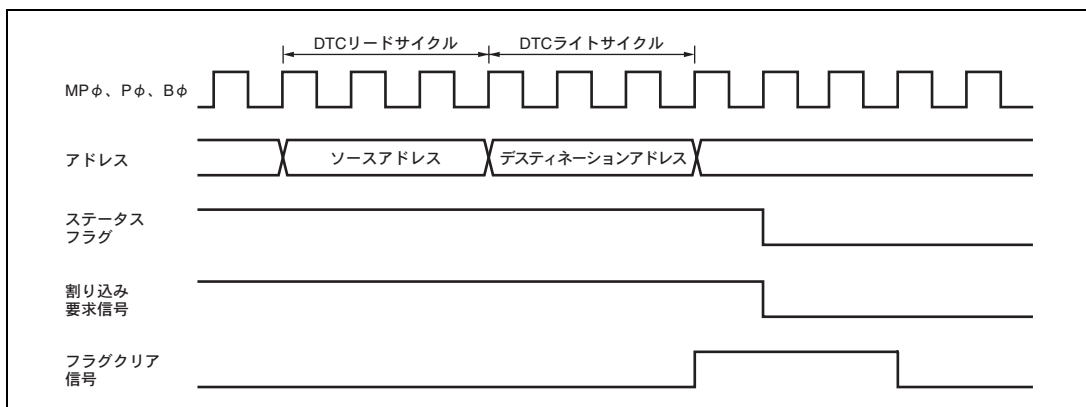 DTCリードサイクル DTCライトサイクル
MPφ、Pφ、Bφ
アドレス ソースアドレス デスティネーションアドレス
ステータス
フラグ
割り込み
要求信号
フラグクリア
信号